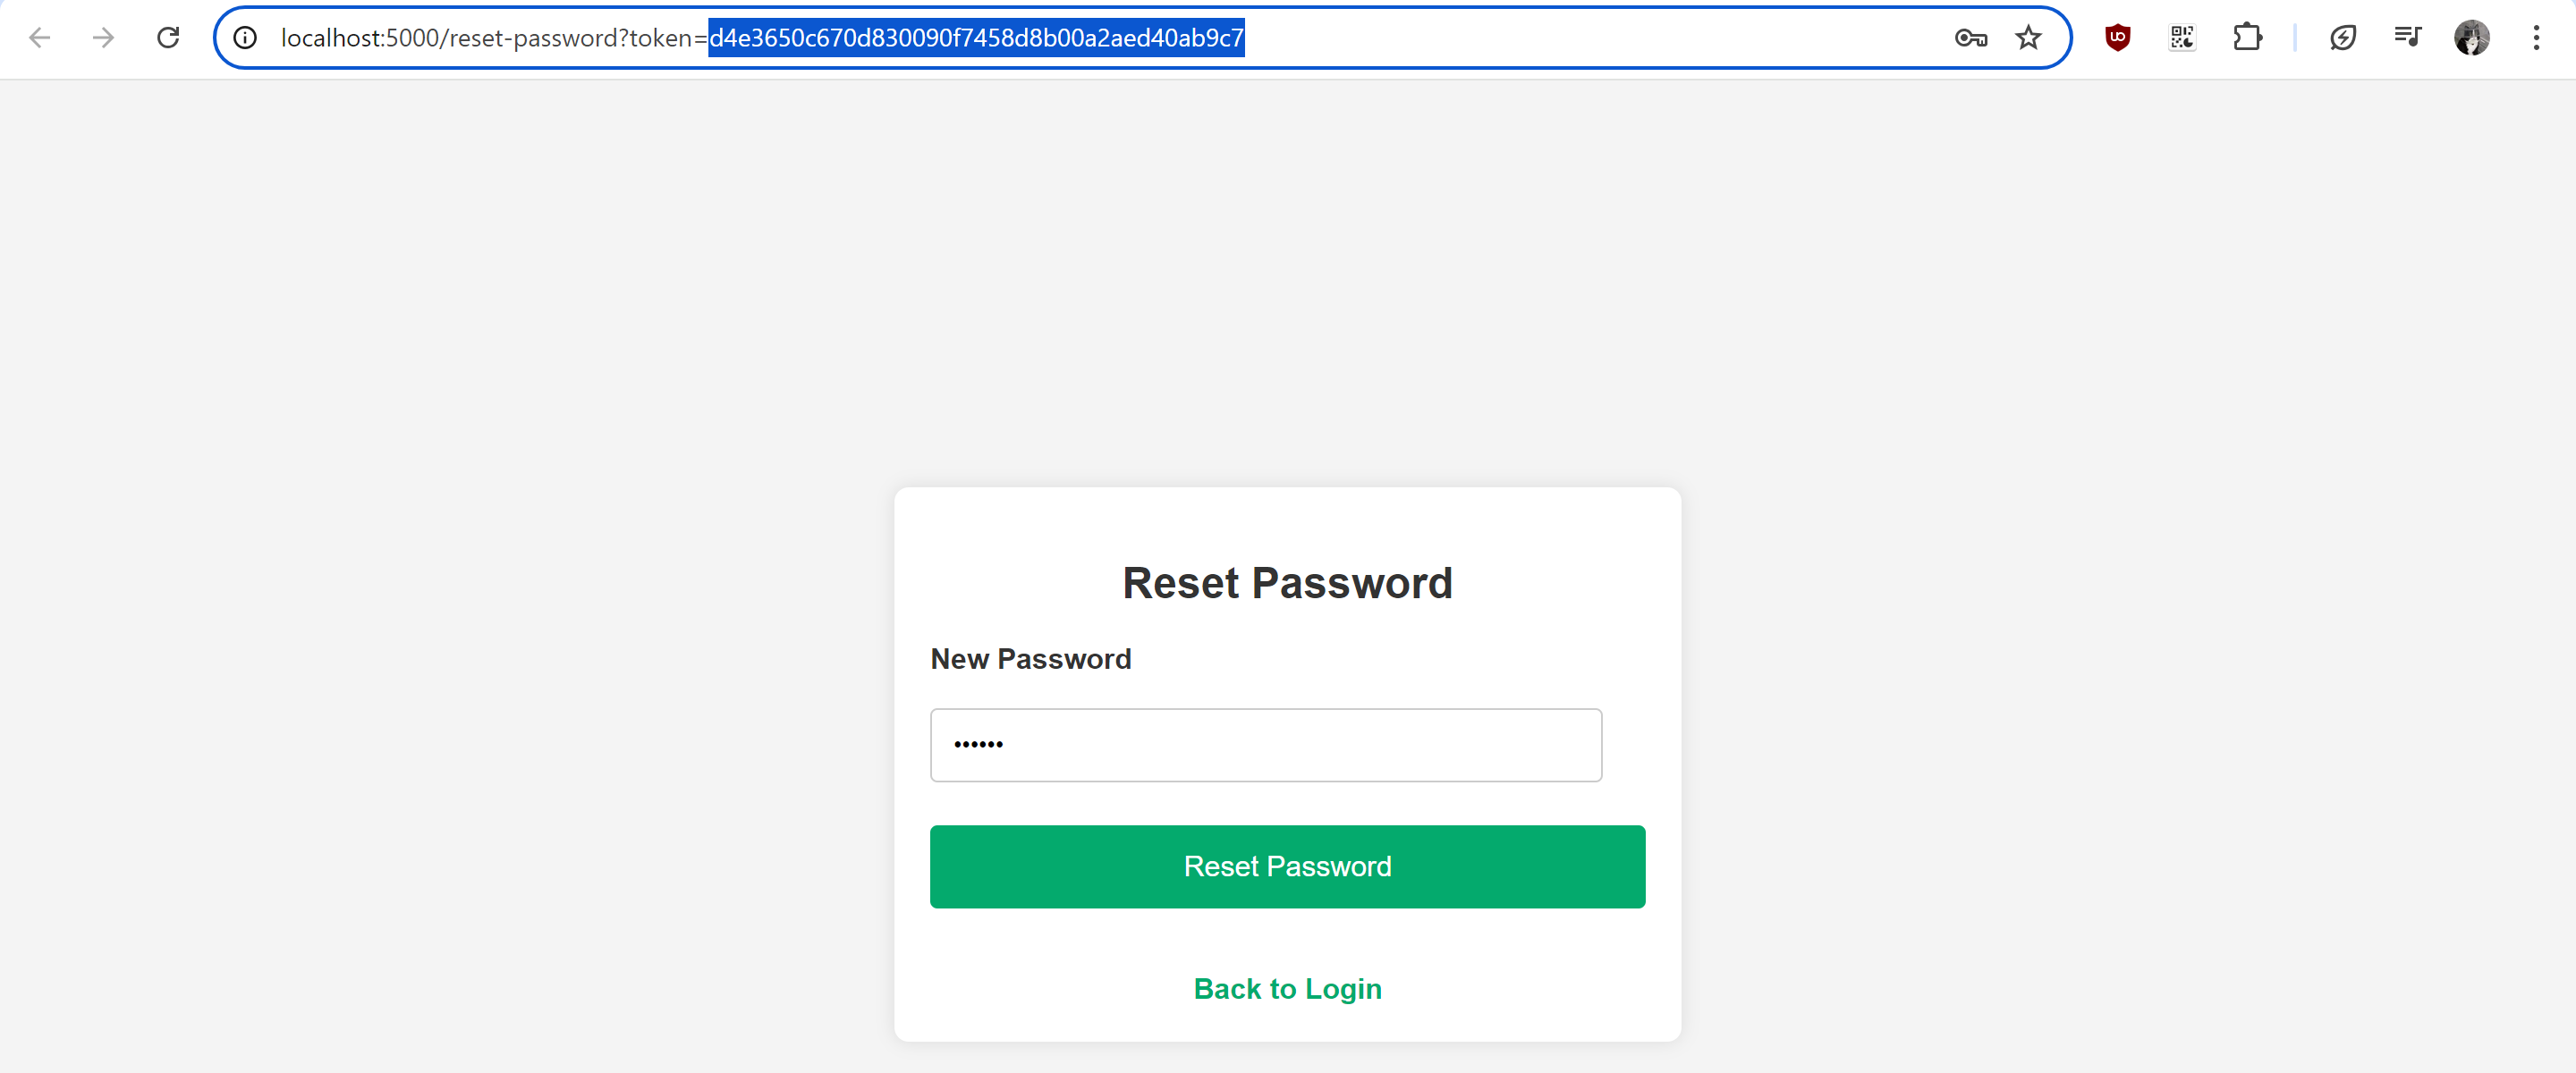 localhost:5000/reset-password?token=d4e3650c670d830090f7458d8b00a2aed40ab9c7
Reset Password
New Password
••••••
Reset Password
Back to Login